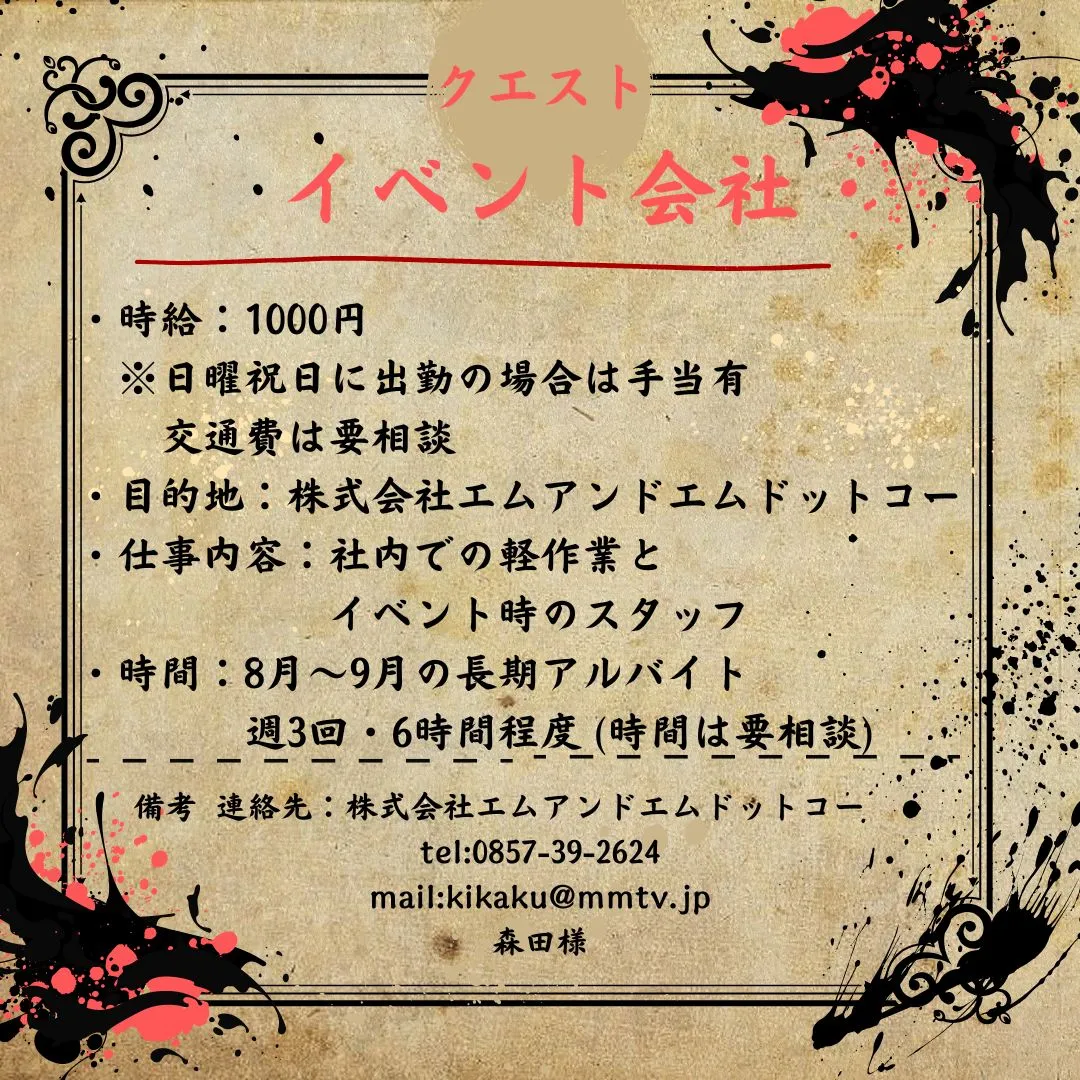 クエスト
イベント会社
・時給：1000円
※日曜祝日に出勤の場合は手当有
交通費は要相談
・目的地：株式会社エムアンドエムドットコー
・仕事内容：社内での軽作業と
イベント時のスタッフ
・時間：8月〜9月の長期アルバイト
週3回・6時間程度 (時間は要相談)
備考 連絡先：株式会社エムアンドエムドットコー
tel:0857-39-2624
mail:kikaku@mmtv.jp
森田様